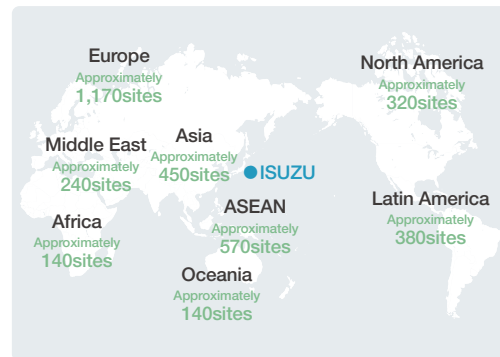 Europe
Approximately
1,170sites
North America
Approximately
320sites
Middle East
Approximately
240sites
Asia
Approximately
450sites
ISUZU
Africa
Approximately
140sites
ASEAN
Approximately
570sites
Latin America
Approximately
380sites
Oceania
Approximately
140sites